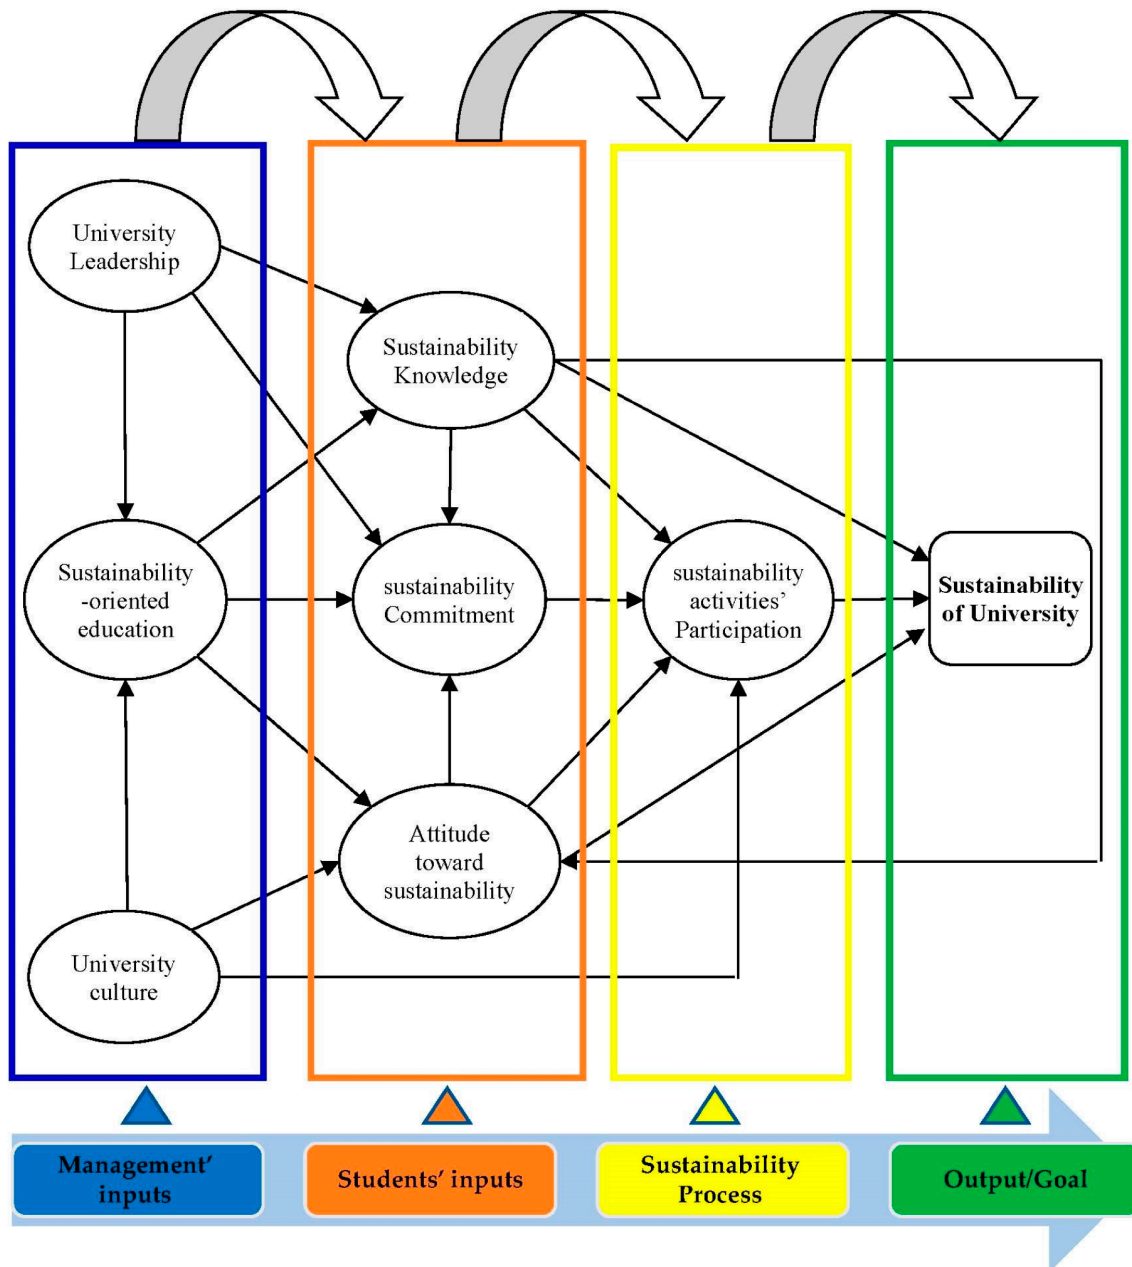 University
Leadership
Sustainability
Knowledge
Sustainability
-oriented
education
sustainability
Commitment
sustainability
activities’
Participation
Sustainability
of University
Attitude
toward
sustainability
University
culture
Management’
inputs
Students’ inputs
Sustainability
Process
Output/Goal